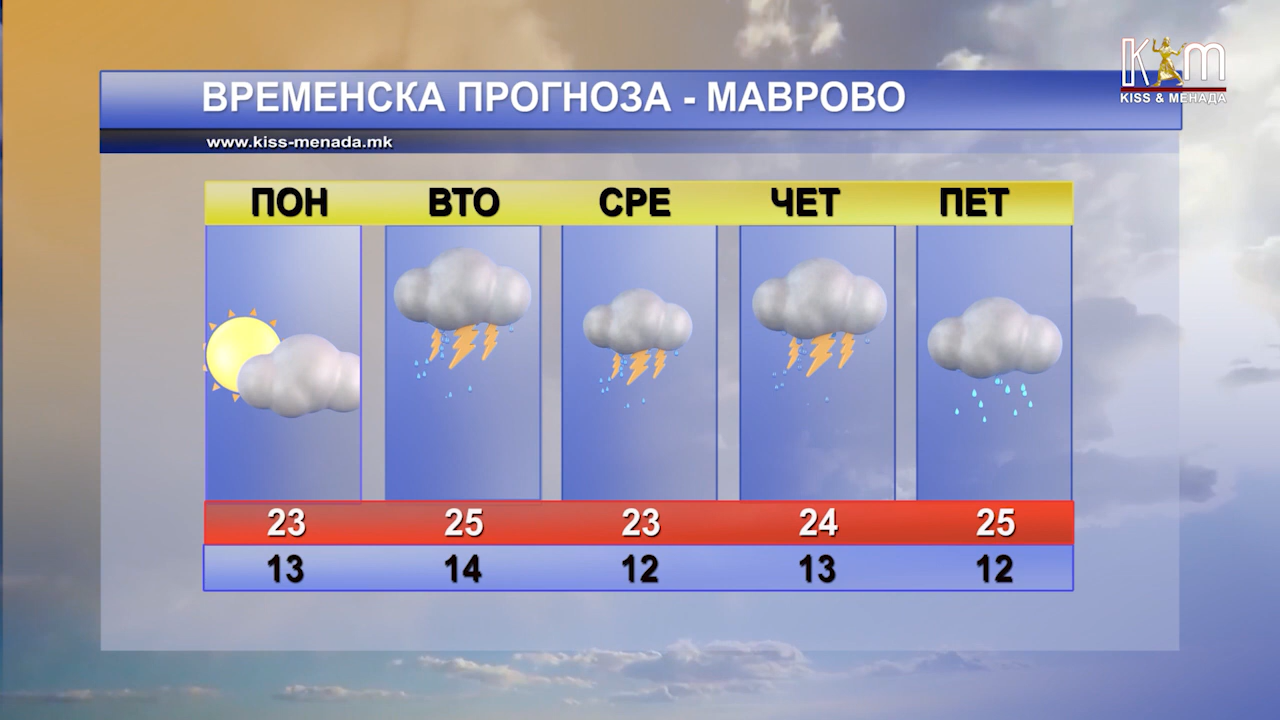 ВРЕМЕНСКА ПРОГНОЗА - МАВРОВО
K m
KISS & МЕНАДА
www.kiss-menada.mk
ПОН ВТО СРЕ ЧЕТ ПЕТ
23 25 23 24 25
13 14 12 13 12